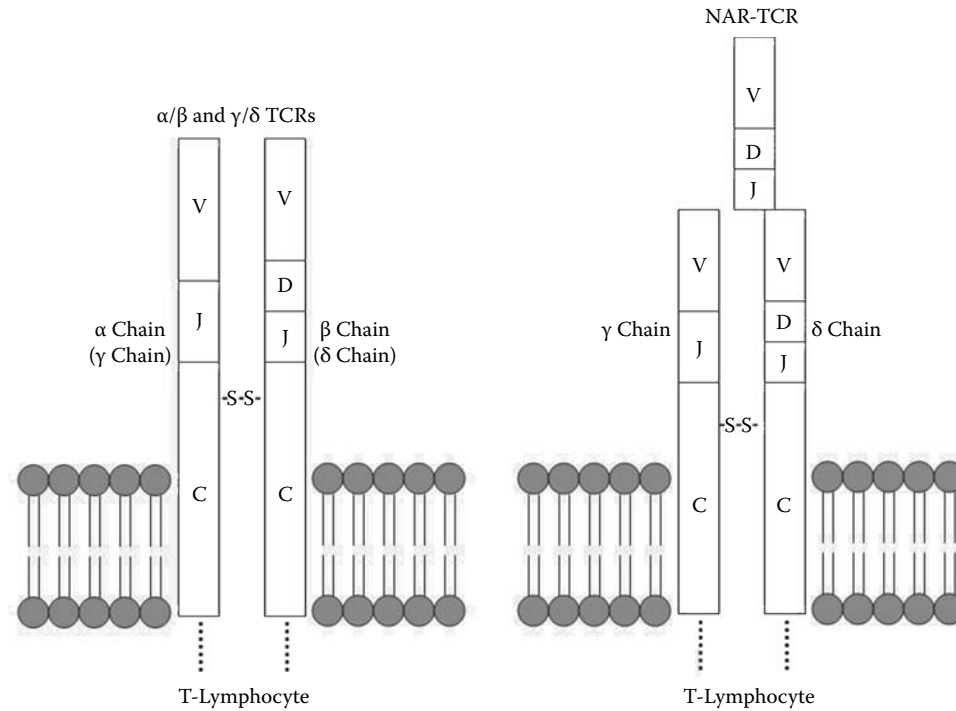 α/β and γ/δ TCRs
V
V
D
J
J
α Chain
(γ Chain)
β Chain
(δ Chain)
-S-S-
C
C
T-Lymphocyte
NAR-TCR
V
D
J
V
V
D
J
J
γ Chain
δ Chain
-S-S-
C
C
T-Lymphocyte